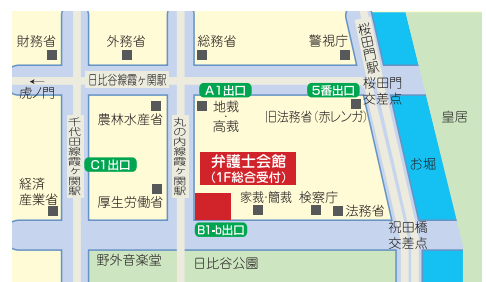 財務省
外務省
総務省
警視庁
桜田門駅
日比谷線霞ヶ関駅
←
虎ノ門
A1出口
5番出口
桜田門
交差点
地裁
・
高裁
旧法務省(赤レンガ)
皇居
農林水産省
千代田線霞ヶ関駅
丸の内線霞ヶ関駅
C1出口
弁護士会館
(1F総合受付)
お堀
経済
産業省
厚生労働省
家裁・簡裁
検察庁
法務省
B1-b出口
祝田橋
交差点
野外音楽堂
日比谷公園